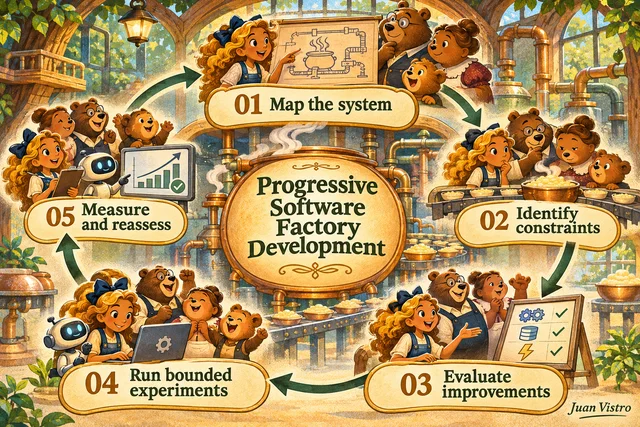 01 Map the system
Progressive
Software
Factory
Development
02 Identify
constraints
03 Evaluate
improvements
04 Run bounded
experiments
05 Measure
and reassess
Juan Vistro